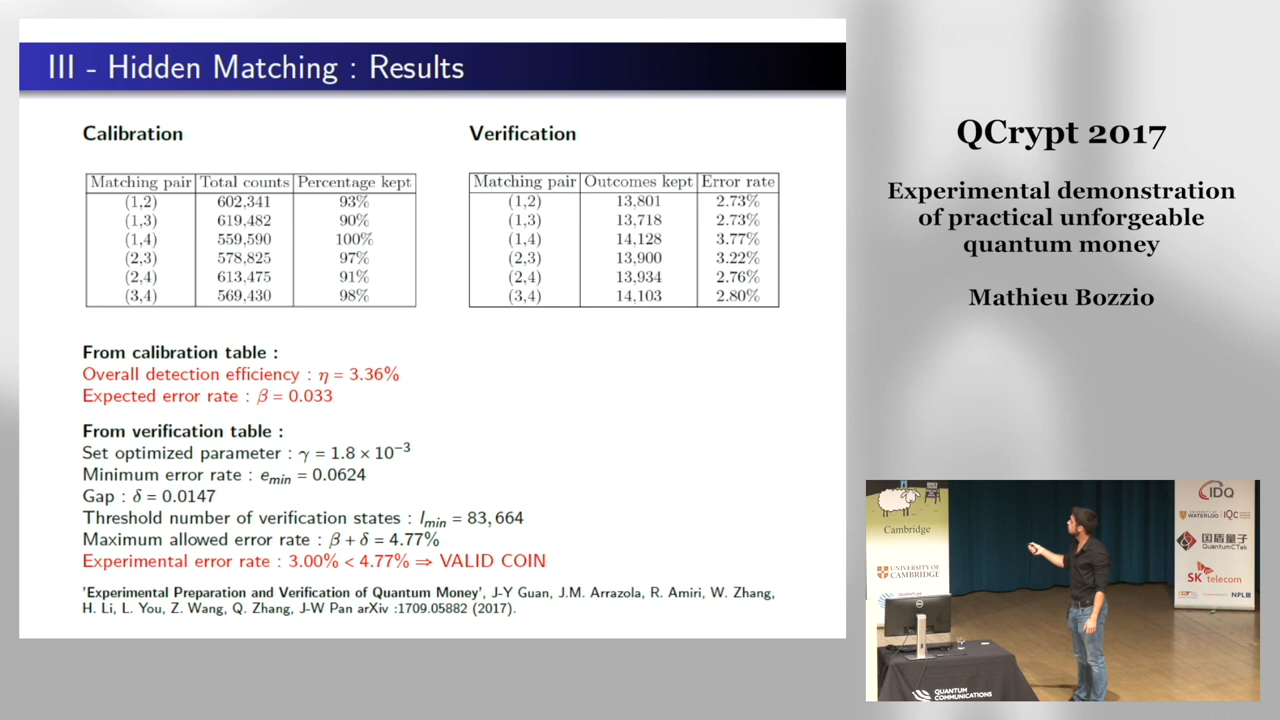 III - Hidden Matching : Results
Calibration
Matching pair Total counts Percentage kept
(1,2) 602,341 93%
(1,3) 619,482 90%
(1,4) 559,590 100%
(2,3) 578,825 97%
(2,4) 613,475 91%
(3,4) 569,430 98%
Verification
Matching pair Outcomes kept Error rate
(1,2) 13,801 2.73%
(1,3) 13,718 2.73%
(1,4) 14,128 3.77%
(2,3) 13,900 3.22%
(2,4) 13,934 2.76%
(3,4) 14,103 2.80%
From calibration table :
Overall detection efficiency : η = 3.36%
Expected error rate : β = 0.033
From verification table :
Set optimized parameter : γ = 1.8 × 10⁻³
Minimum error rate : eₘᵢₙ = 0.0624
Gap : δ = 0.0147
Threshold number of verification states : lₘᵢₙ = 83,664
Maximum allowed error rate : β + δ = 4.77%
Experimental error rate : 3.00% < 4.77% ⇒ VALID COIN
'Experimental Preparation and Verification of Quantum Money', J-Y Guan, J.M. Arrazola, R. Amiri, W. Zhang,
H. Li, L. You, Z. Wang, Q. Zhang, J-W Pan arXiv :1709.05882 (2017).
QCrypt 2017
Experimental demonstration
of practical unforgeable
quantum money
Mathieu Bozzio
Cambridge
UNIVERSITY OF
CAMBRIDGE
QUANTUM
QUANTUM
COMMUNICATIONS
IDQ
UNIVERSITY OF
WATERLOO IQC
国盾量子
QuantumCTek
SK telecom
NPL